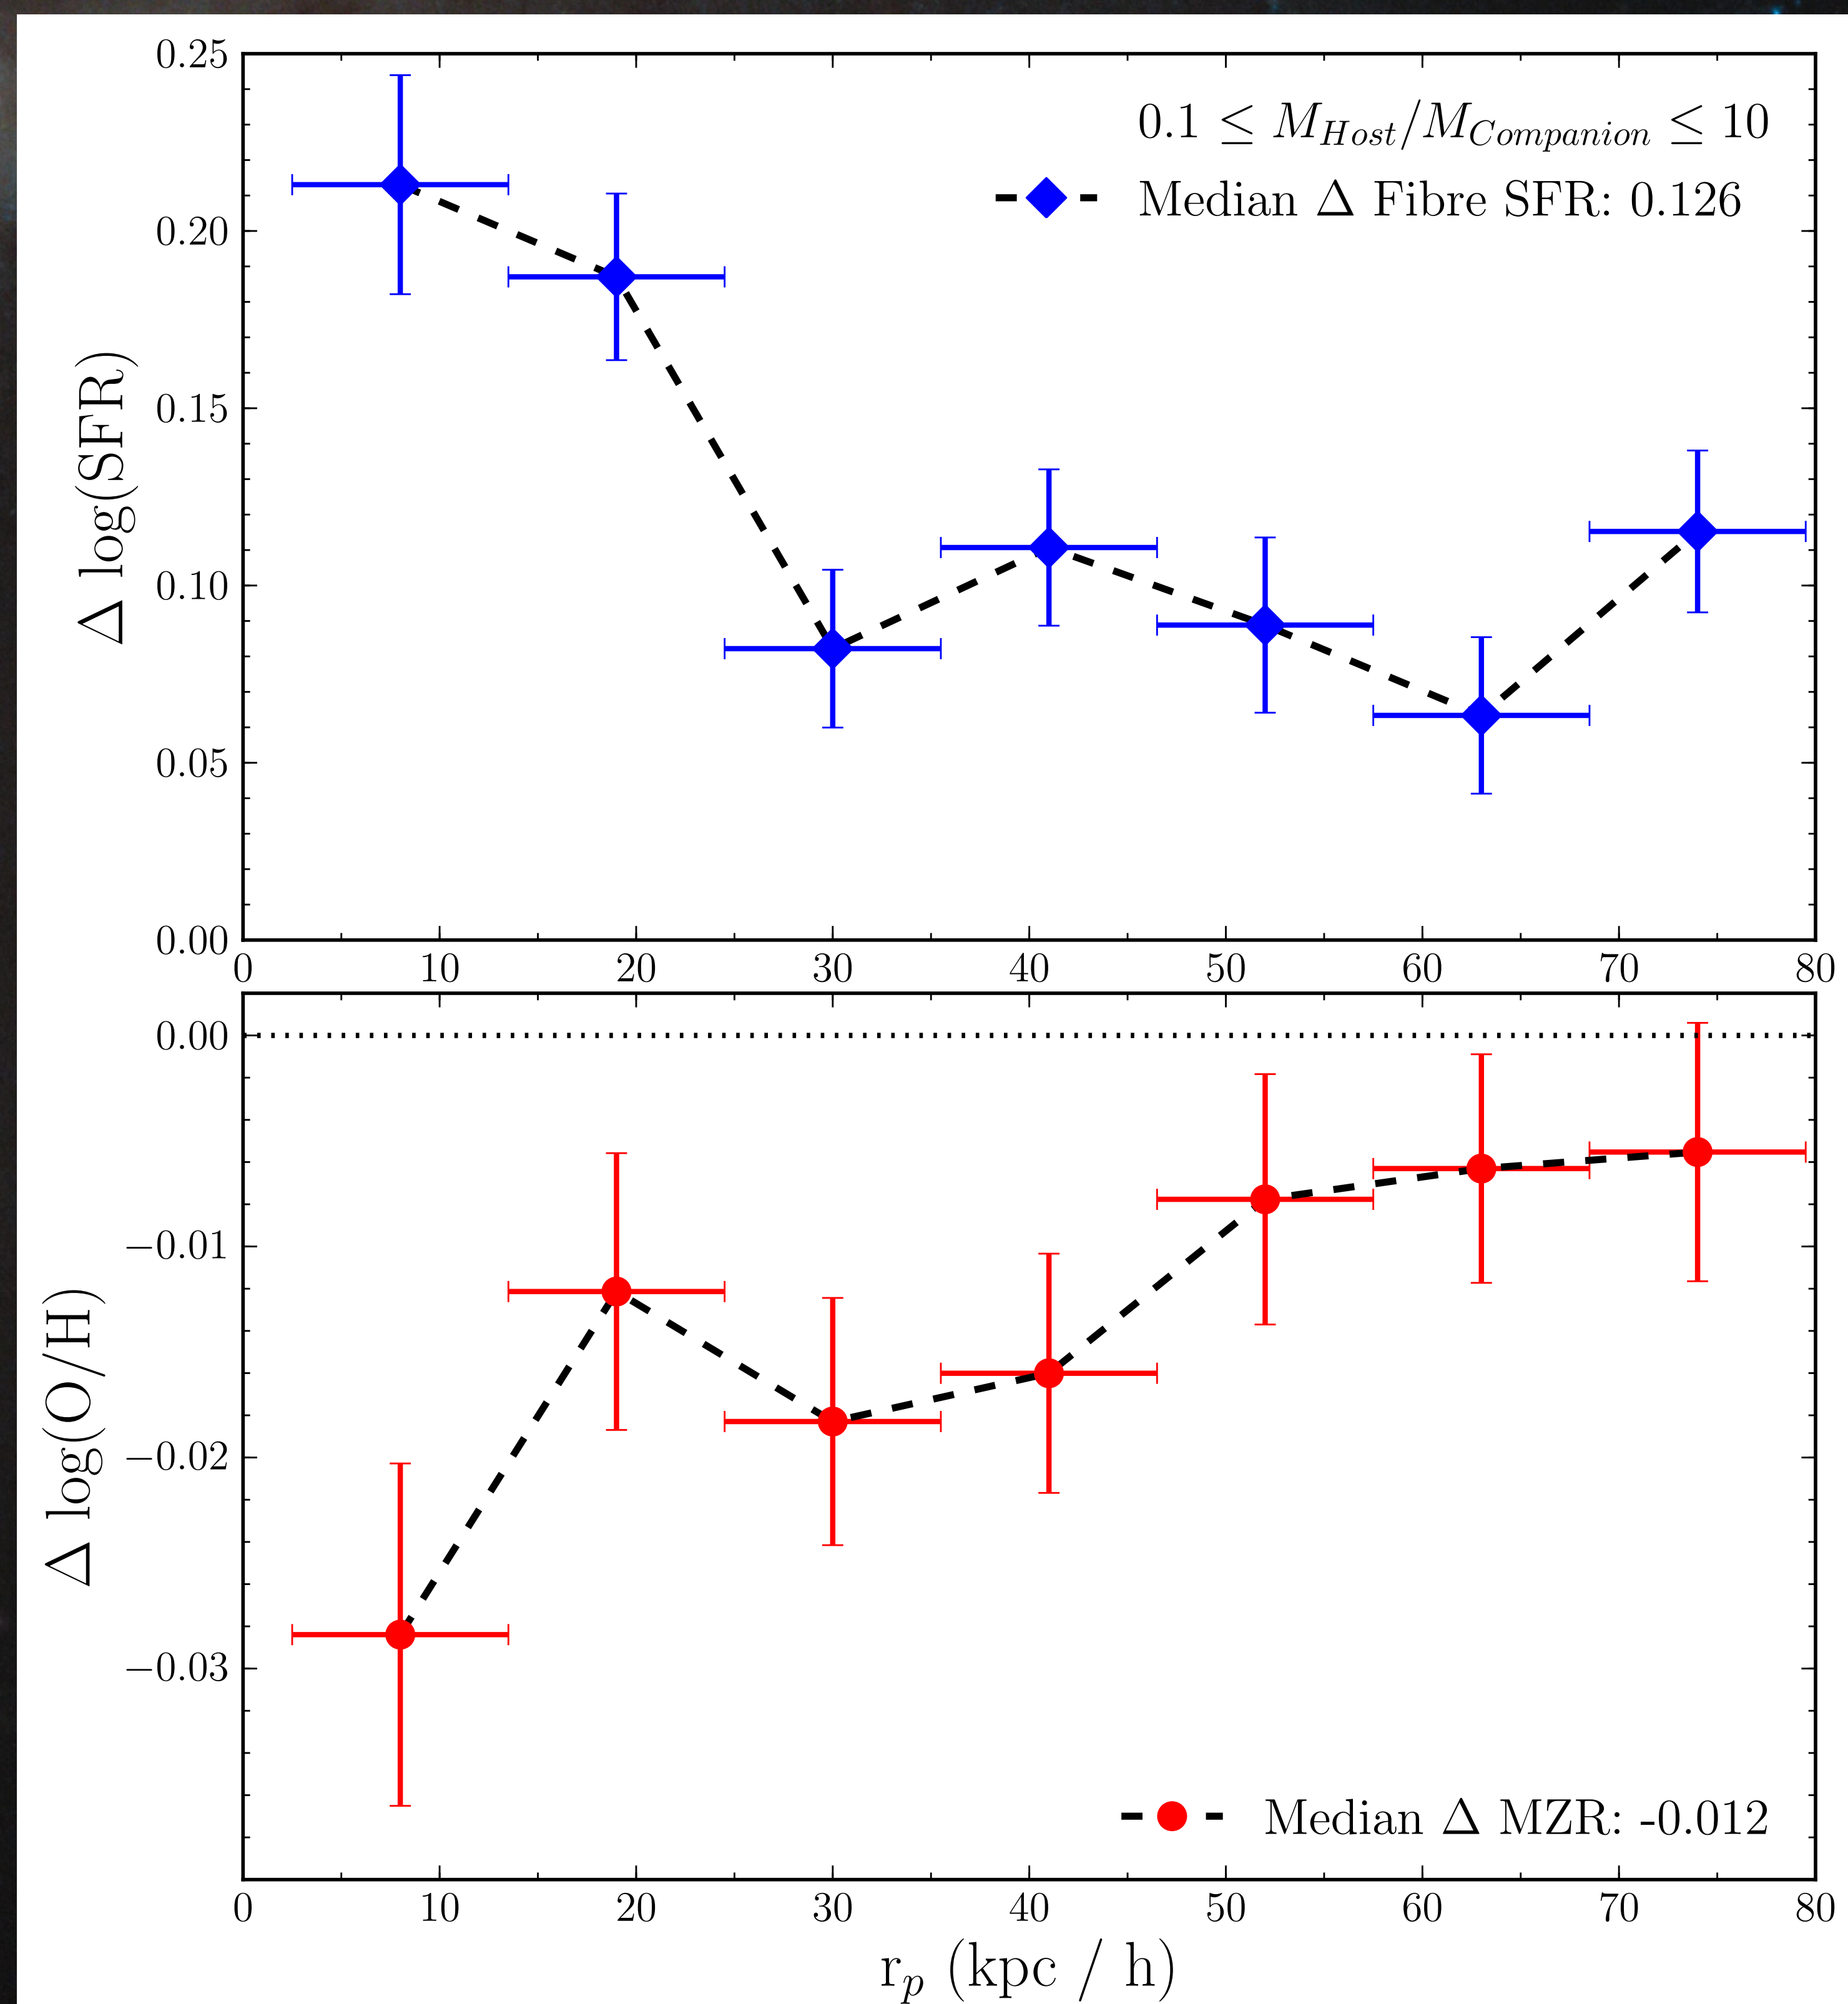 0.25
0.20
0.15
0.10
0.05
0.00
Δ log(SFR)
0.1 ≤ M_Host/M_Companion ≤ 10
Median Δ Fibre SFR: 0.126
0 10 20 30 40 50 60 70 80
0.00
−0.01
−0.02
−0.03
Δ log(O/H)
Median Δ MZR: -0.012
0 10 20 30 40 50 60 70 80
r_p (kpc / h)